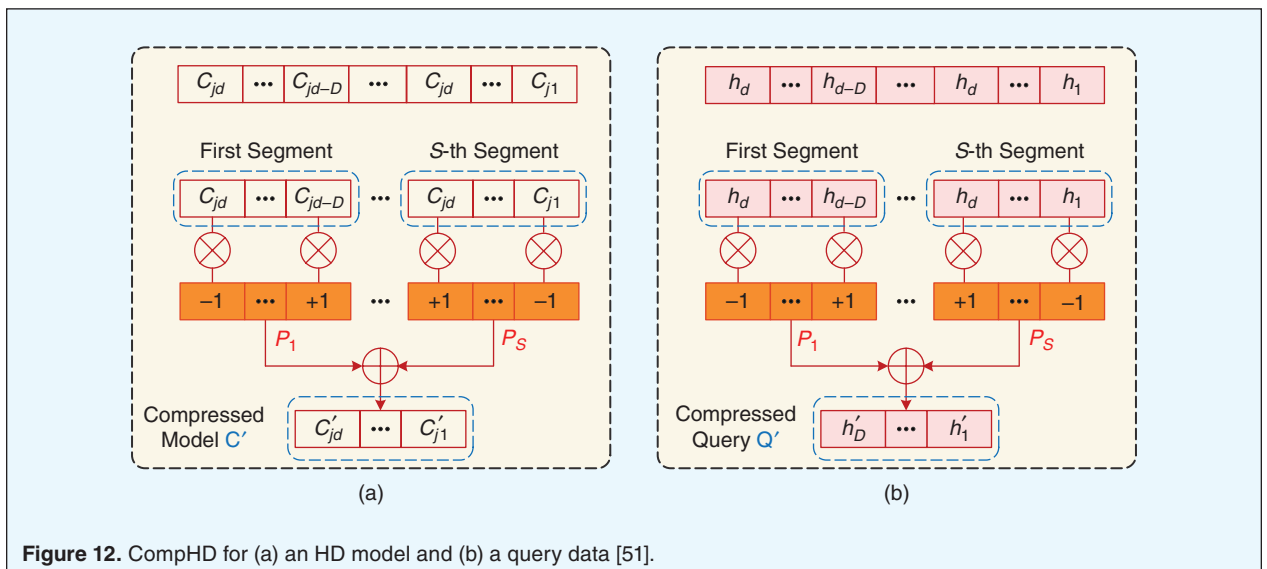 C_jd ... C_jd–D ... C_jd ... C_j1
First Segment S-th Segment
C_jd ... C_jd–D ... C_jd ... C_j1
–1 ... +1 ... +1 ... –1
P_1 P_S
Compressed
Model C′
C′_jd ... C′_j1
(a)
h_d ... h_d–D ... h_d ... h_1
First Segment S-th Segment
h_d ... h_d–D ... h_d ... h_1
–1 ... +1 ... +1 ... –1
P_1 P_S
Compressed
Query Q′
h′_D ... h′_1
(b)
Figure 12. CompHD for (a) an HD model and (b) a query data [51].